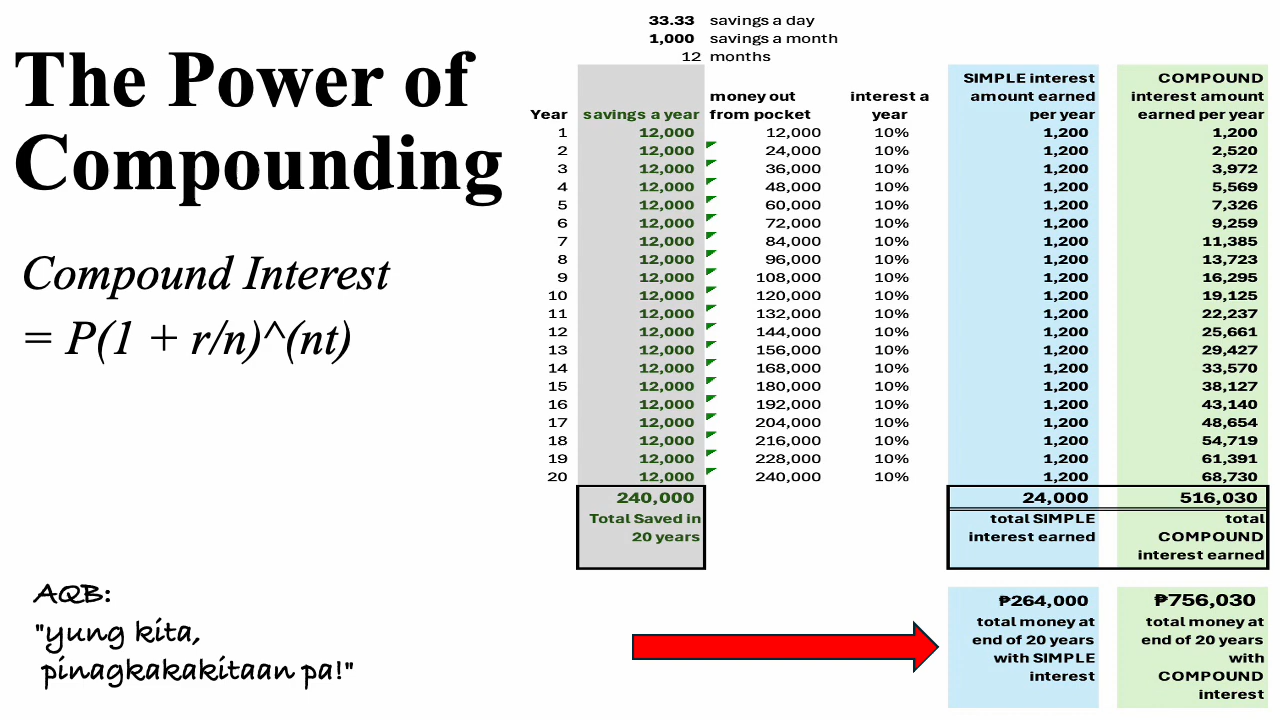 The Power of
Compounding
Compound Interest
= P(1 + r/n)^(nt)
AQB:
"yung kita,
pinagkakakitaan pa!"
33.33 savings a day
1,000 savings a month
12 months
SIMPLE interest COMPOUND
money out interest a amount earned interest amount
Year savings a year from pocket year per year earned per year
1 12,000 12,000 10% 1,200 1,200
2 12,000 24,000 10% 1,200 2,520
3 12,000 36,000 10% 1,200 3,972
4 12,000 48,000 10% 1,200 5,569
5 12,000 60,000 10% 1,200 7,326
6 12,000 72,000 10% 1,200 9,259
7 12,000 84,000 10% 1,200 11,385
8 12,000 96,000 10% 1,200 13,723
9 12,000 108,000 10% 1,200 16,295
10 12,000 120,000 10% 1,200 19,125
11 12,000 132,000 10% 1,200 22,237
12 12,000 144,000 10% 1,200 25,661
13 12,000 156,000 10% 1,200 29,427
14 12,000 168,000 10% 1,200 33,570
15 12,000 180,000 10% 1,200 38,127
16 12,000 192,000 10% 1,200 43,140
17 12,000 204,000 10% 1,200 48,654
18 12,000 216,000 10% 1,200 54,719
19 12,000 228,000 10% 1,200 61,391
20 12,000 240,000 10% 1,200 68,730
240,000 24,000 516,030
Total Saved in total SIMPLE total
20 years interest earned COMPOUND
interest earned
₱264,000 ₱756,030
total money at total money at
end of 20 years end of 20 years
with SIMPLE with
interest COMPOUND
interest